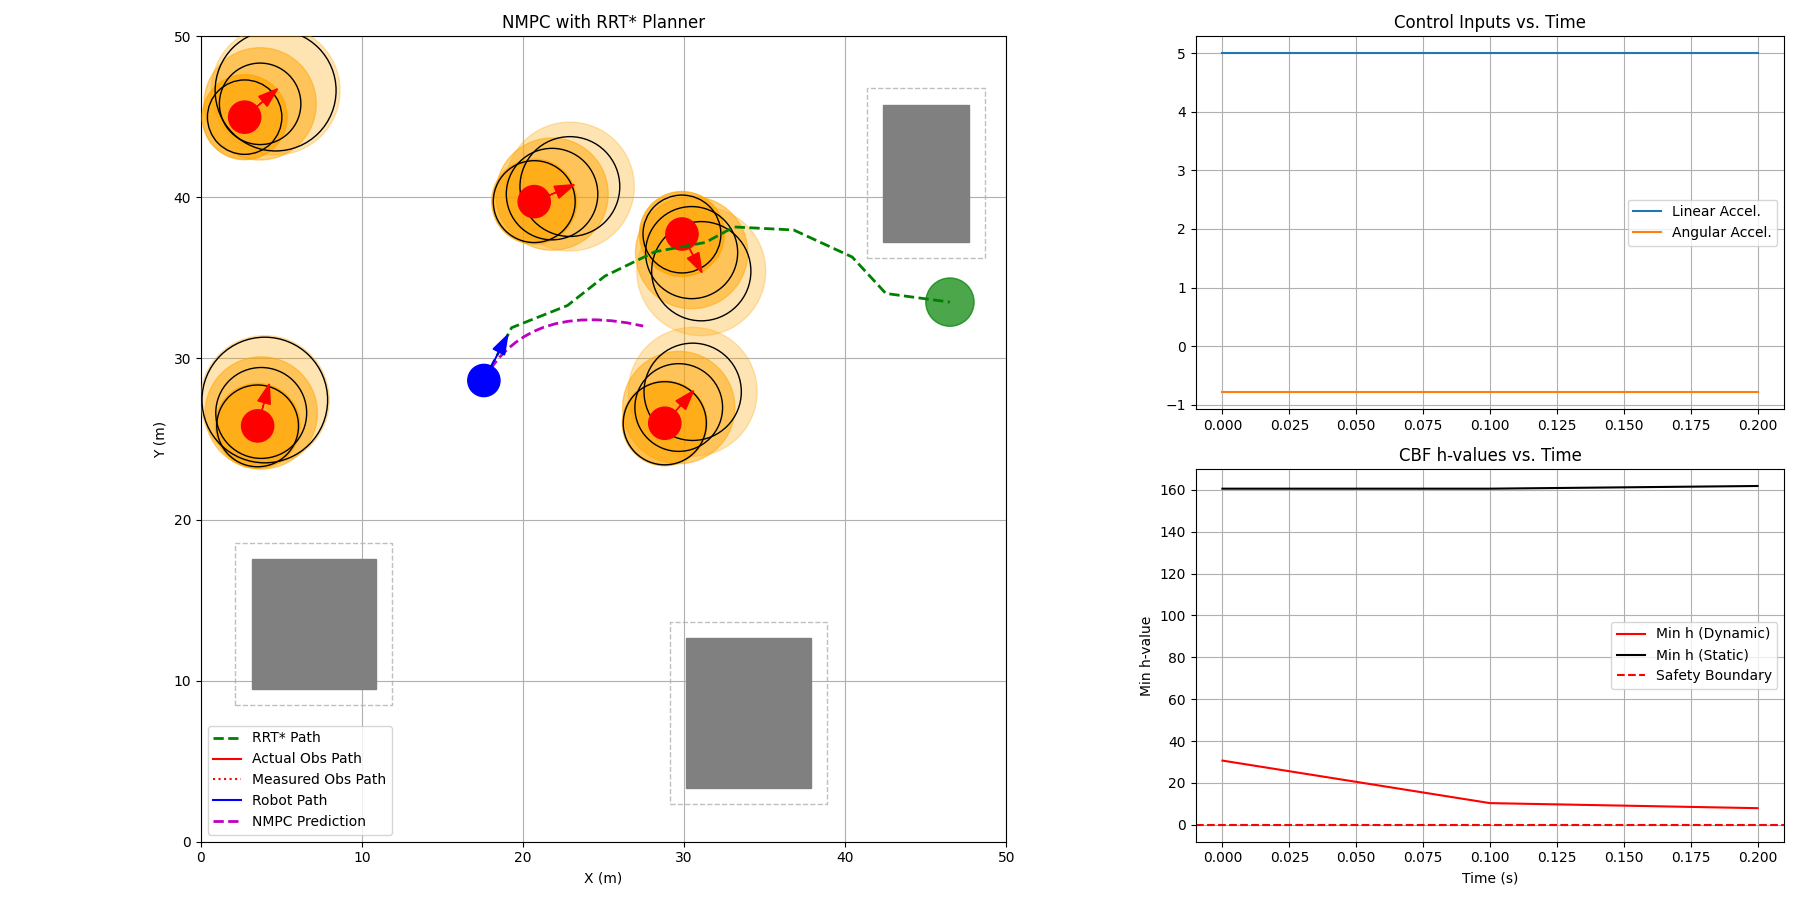 NMPC with RRT* Planner
50
40
30
20
10
0
Y (m)
0 10 20 30 40 50
X (m)
RRT* Path
Actual Obs Path
Measured Obs Path
Robot Path
NMPC Prediction
Control Inputs vs. Time
5
4
3
2
1
0
−1
Linear Accel.
Angular Accel.
0.000 0.025 0.050 0.075 0.100 0.125 0.150 0.175 0.200
CBF h-values vs. Time
160
140
120
100
80
60
40
20
0
Min h-value
Min h (Dynamic)
Min h (Static)
Safety Boundary
0.000 0.025 0.050 0.075 0.100 0.125 0.150 0.175 0.200
Time (s)